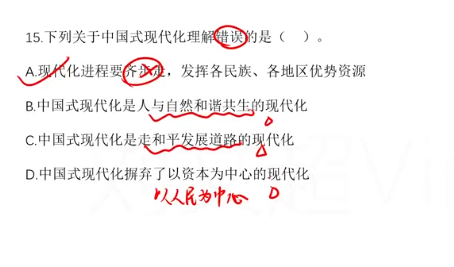 15.下列关于中国式现代化理解错误的是（ ）。
A.现代化进程要齐步走，发挥各民族、各地区优势资源
B.中国式现代化是人与自然和谐共生的现代化
C.中国式现代化是走和平发展道路的现代化
D.中国式现代化摒弃了以资本为中心的现代化
以人民为中心